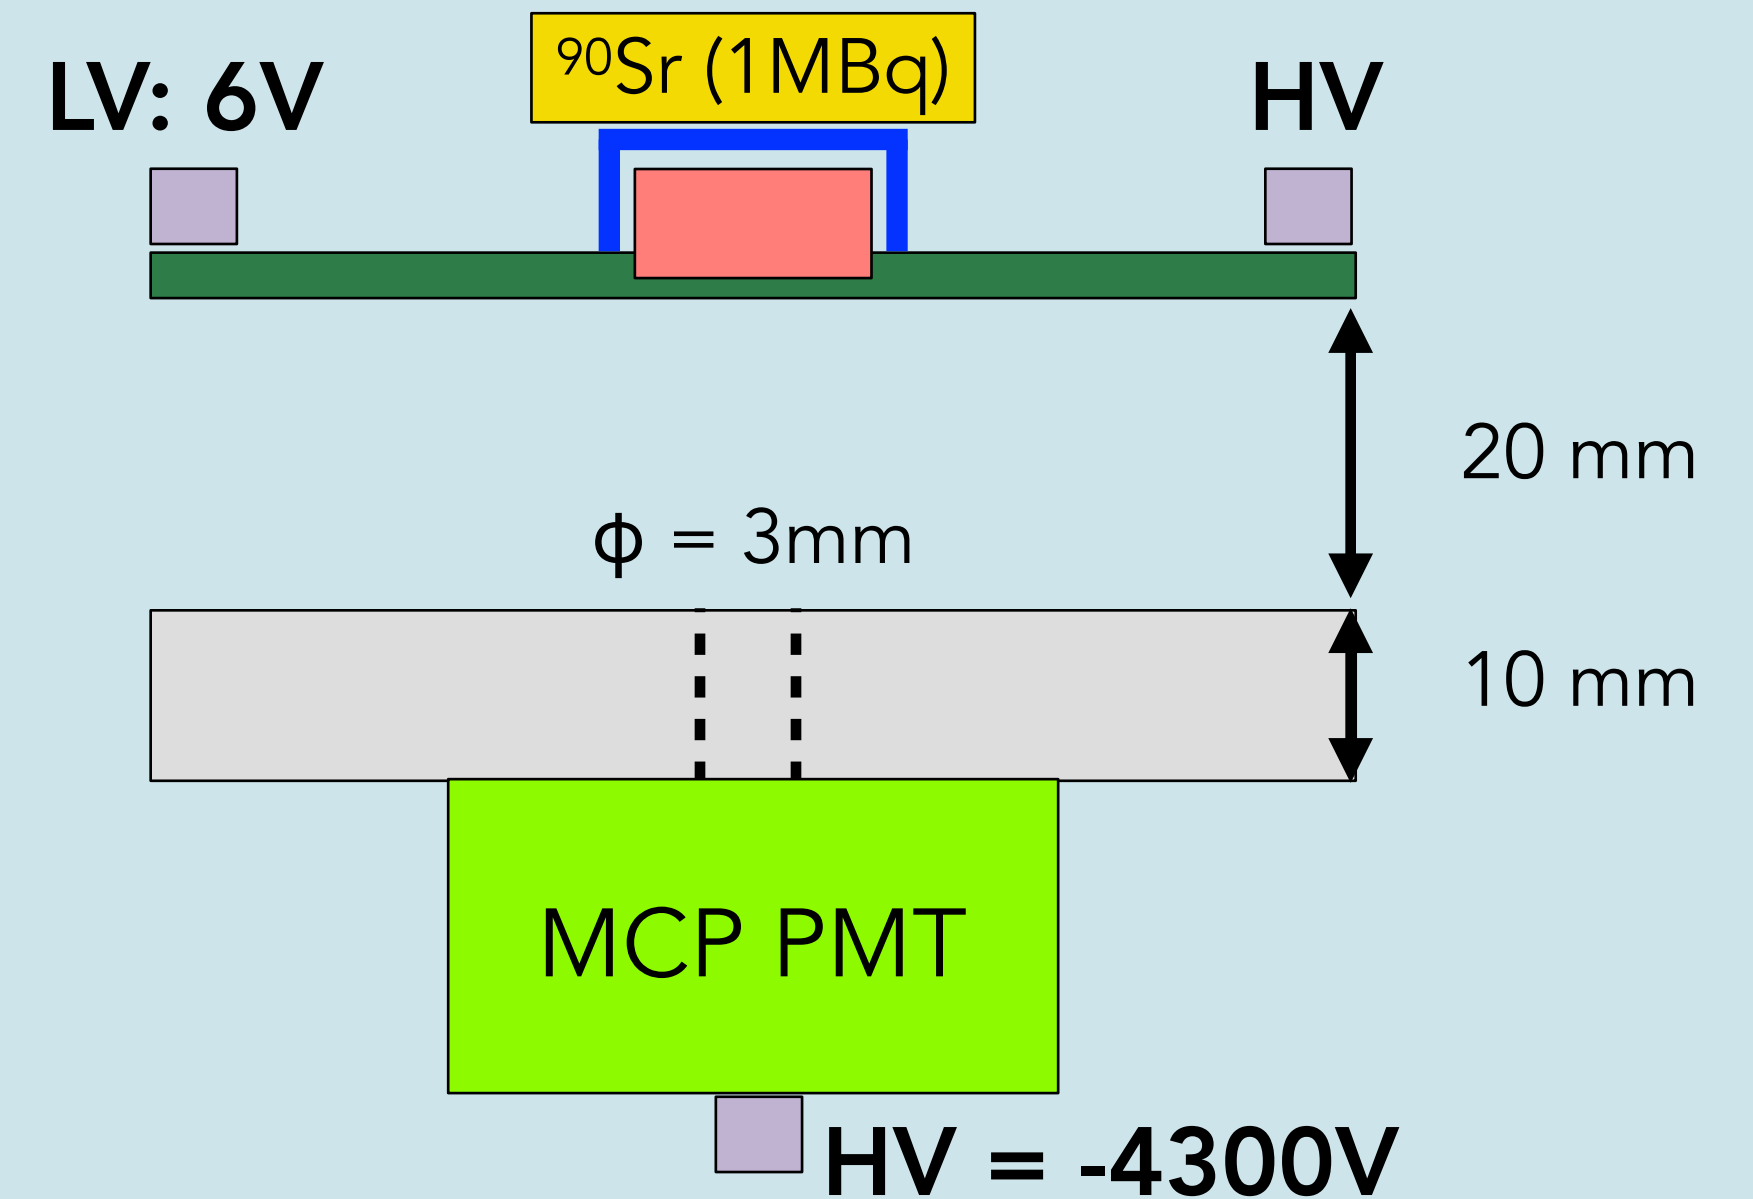 ⁹⁰Sr (1MBq)
LV: 6V
HV
20 mm
ϕ = 3mm
10 mm
MCP PMT
HV = -4300V